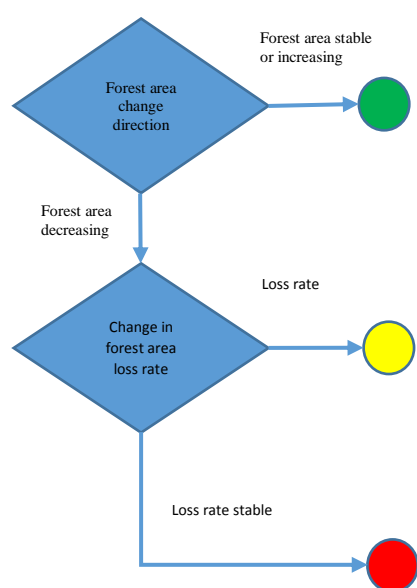 Forest area stable
or increasing
Forest area
change
direction
Forest area
decreasing
Loss rate
Change in
forest area
loss rate
Loss rate stable